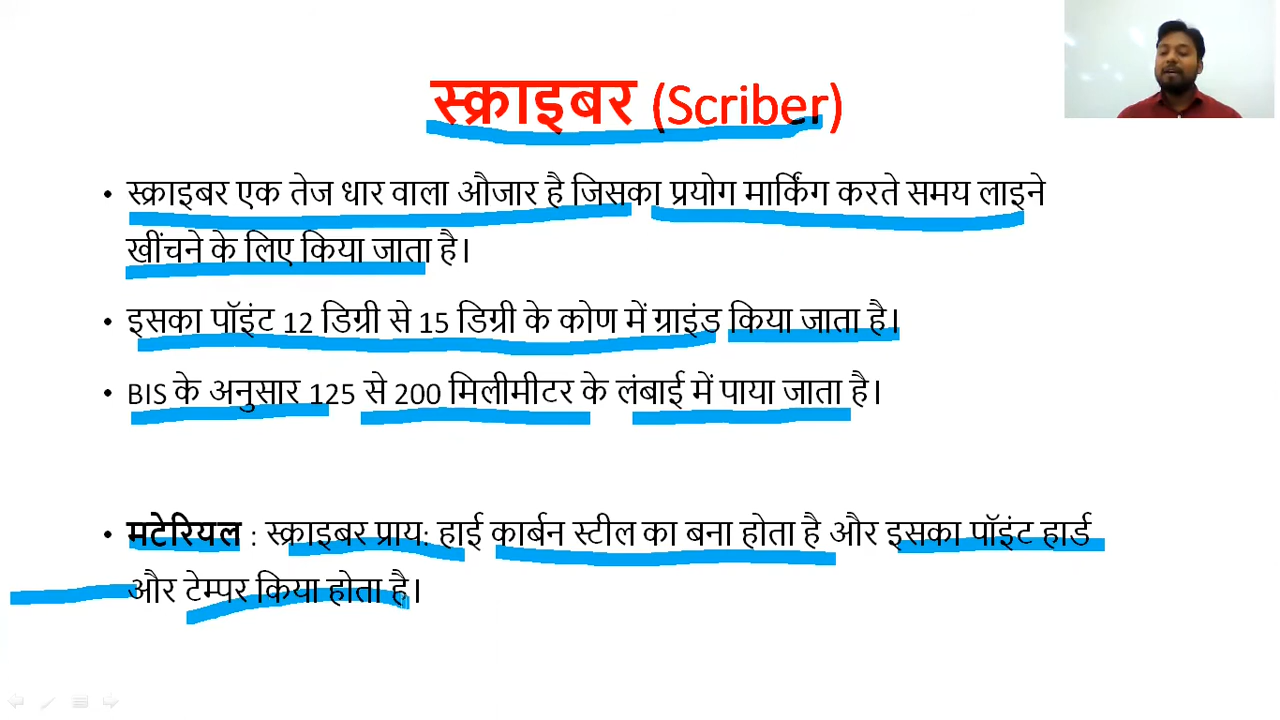 स्क्राइबर (Scriber)
• स्क्राइबर एक तेज धार वाला औजार है जिसका प्रयोग मार्किंग करते समय लाइने
खींचने के लिए किया जाता है।
• इसका पॉइंट 12 डिग्री से 15 डिग्री के कोण में ग्राइंड किया जाता है।
• BIS के अनुसार 125 से 200 मिलीमीटर के लंबाई में पाया जाता है।
• मटेरियल : स्क्राइबर प्राय: हाई कार्बन स्टील का बना होता है और इसका पॉइंट हार्ड
और टेम्पर किया होता है।